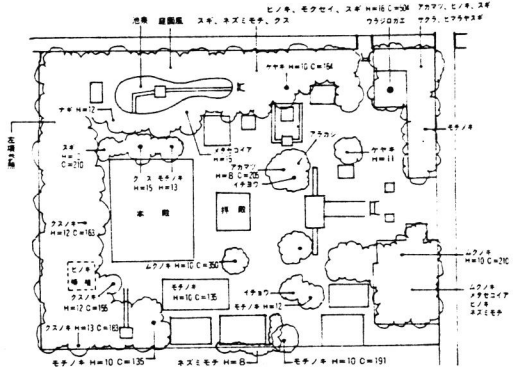 ヒノキ、モクセイ、スギ H=16 C=504 アカマツ、ヒノキ、スギ
池泉 庭園風 スギ、ネズミモチ、クス ウラジロガエ サクラ、ヒマラヤスギ
ケヤキ H=10 C=164
ナギ H=12
モチノキ
メタセコイア
H=15
アラカシ
スギ
C=210
アカマツ
H=8 C=205
イチョウ
ケヤキ
H=11
クス
H=15
モチノキ
H=13
本殿
拝殿
クスノキ
H=12 C=163
ムクノキ H=10 C=350
ムクノキ
H=10 C=210
ヒノキ
クスノキ
H=12 C=156
モチノキ
H=10 C=135
イチョウ
モチノキ H=12
ムクノキ
メタセコイア
ヒノキ
ネズミモチ
クスノキ H=13 C=163
モチノキ H=10 C=135
ネズミモチ H=8
モチノキ H=10 C=191